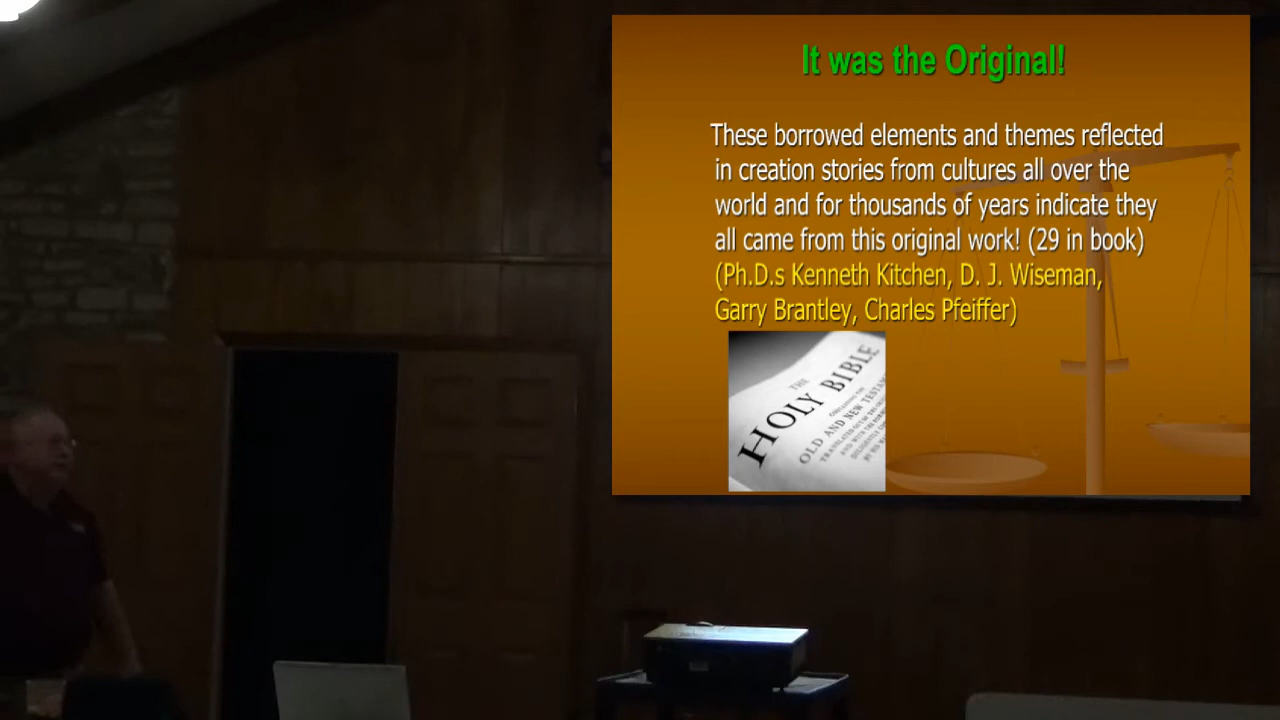 It was the Original!
These borrowed elements and themes reflected
in creation stories from cultures all over the
world and for thousands of years indicate they
all came from this original work! (29 in book)
(Ph.D.s Kenneth Kitchen, D. J. Wiseman,
Garry Brantley, Charles Pfeiffer)
THE
HOLY BIBLE
OLD AND NEW